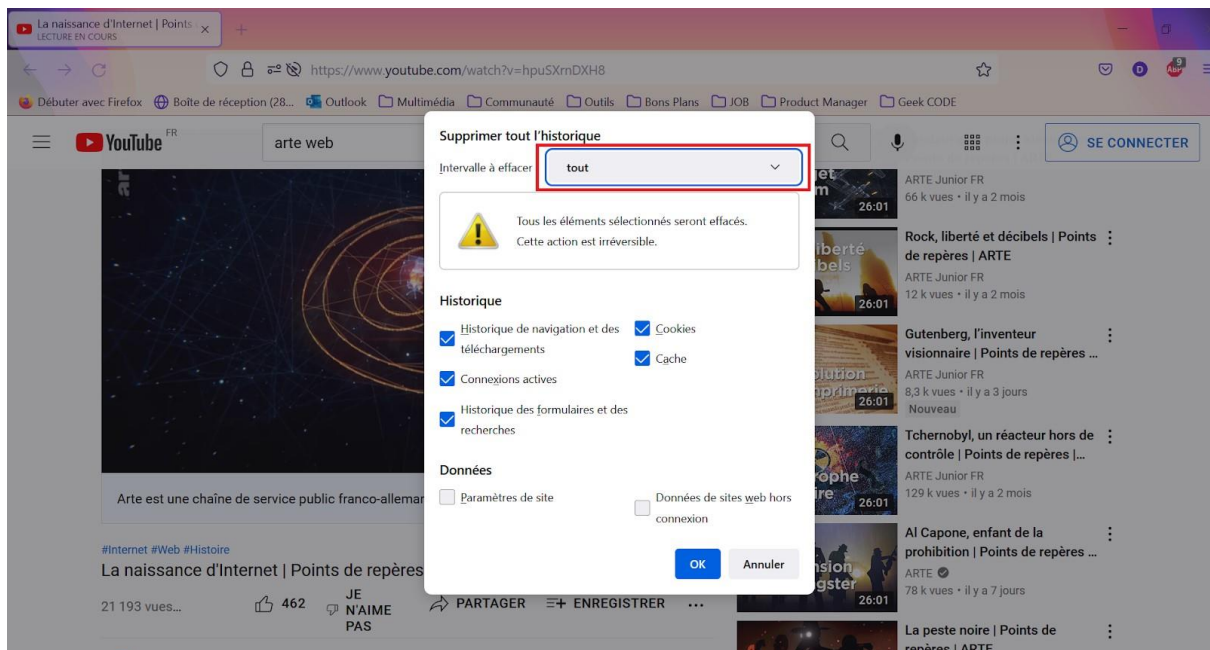 La naissance d'Internet | Points
LECTURE EN COURS
https://www.youtube.com/watch?v=hpuSXrnDXH8
9
D
ABP
Débuter avec Firefox Boîte de réception (28... Outlook Multimédia Communauté Outils Bons Plans JOB Product Manager Geek CODE
YouTube FR
arte web
SE CONNECTER
Supprimer tout l'historique
Intervalle à effacer tout
Tous les éléments sélectionnés seront effacés.
Cette action est irréversible.
Historique
Historique de navigation et des
téléchargements
Cookies
Cache
Connexions actives
Historique des formulaires et des
recherches
Données
Paramètres de site
Données de sites web hors
connexion
OK Annuler
Arte est une chaîne de service public franco-alleman
#Internet #Web #Histoire
La naissance d'Internet | Points de repères
21 193 vues...
462
JE
N'AIME
PAS
PARTAGER
ENREGISTRER
26:01
ARTE Junior FR
66 k vues • il y a 2 mois
26:01
Rock, liberté et décibels | Points
de repères | ARTE
ARTE Junior FR
12 k vues • il y a 2 mois
26:01
Gutenberg, l'inventeur
visionnaire | Points de repères ...
ARTE Junior FR
8,3 k vues • il y a 3 jours
Nouveau
26:01
Tchernobyl, un réacteur hors de
contrôle | Points de repères |...
ARTE Junior FR
129 k vues • il y a 2 mois
26:01
Al Capone, enfant de la
prohibition | Points de repères ...
ARTE
78 k vues • il y a 7 jours
La peste noire | Points de
repères | ARTE